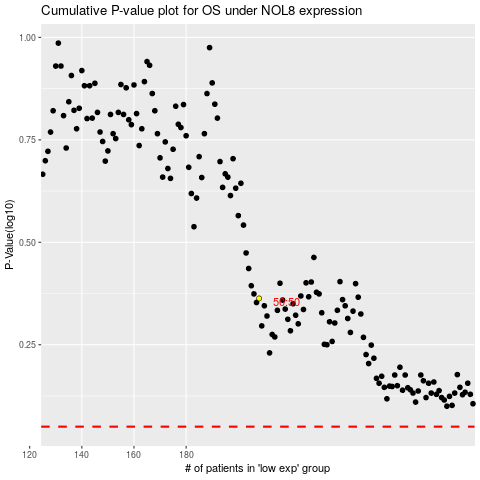 Cumulative P-value plot for OS under NOL8 expression
1.00
0.75
0.50
0.25
P-Value(log10)
50:50
120 140 160 180
# of patients in 'low exp' group